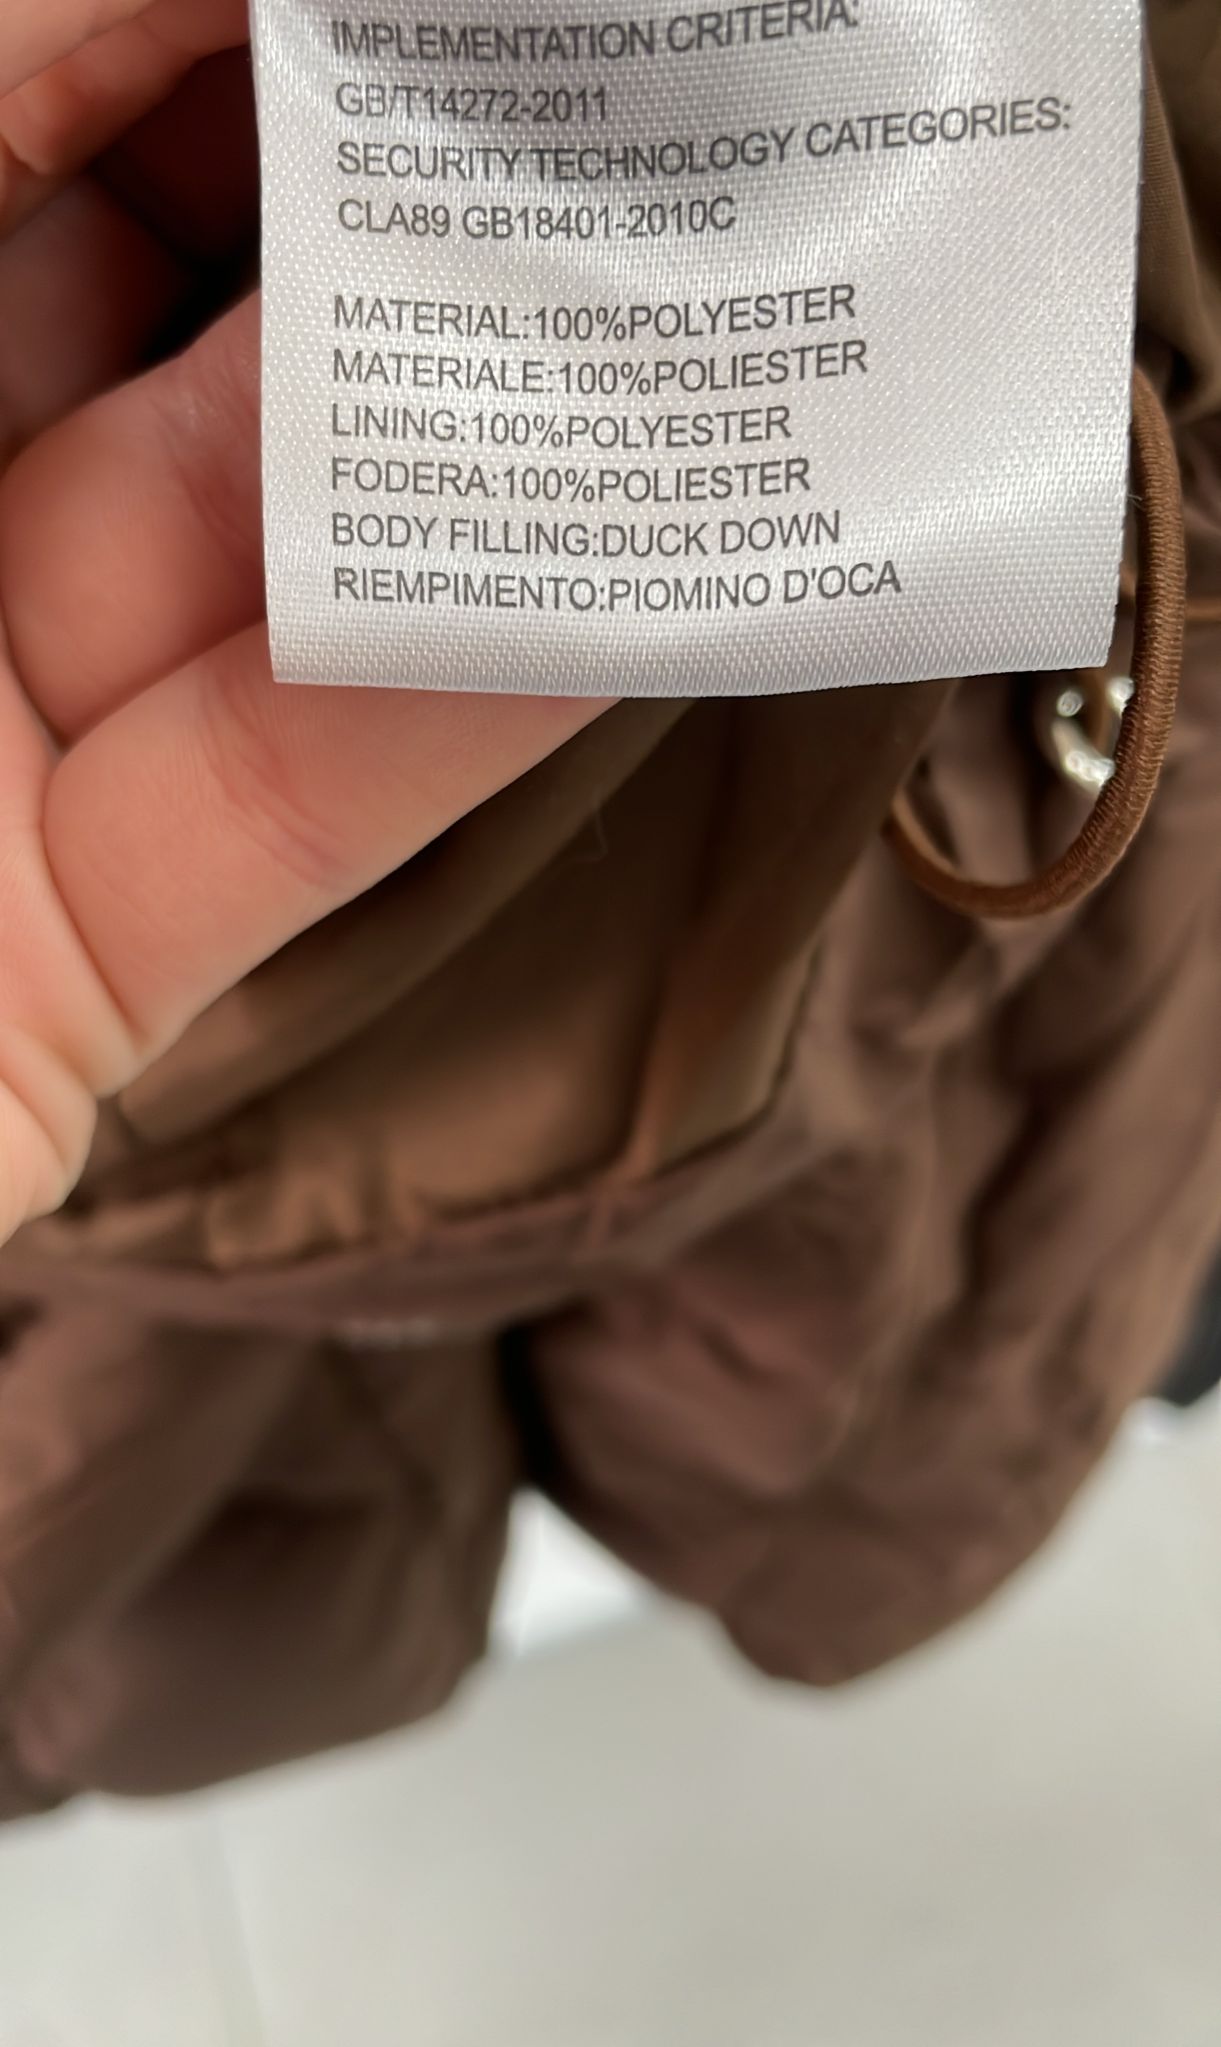 IMPLEMENTATION CRITERIA:
GB/T14272-2011
SECURITY TECHNOLOGY CATEGORIES:
CLA89 GB18401-2010C
MATERIAL:100%POLYESTER
MATERIALE:100%POLIESTER
LINING:100%POLYESTER
FODERA:100%POLIESTER
BODY FILLING:DUCK DOWN
RIEMPIMENTO:PIOMINO D'OCA